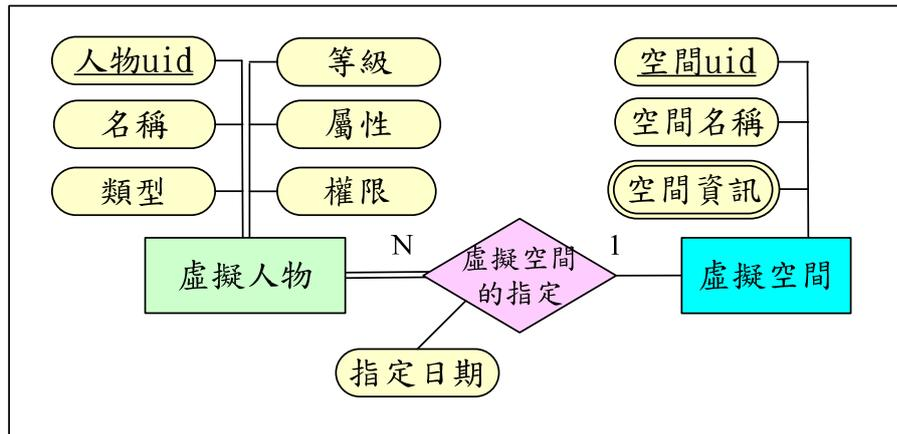 人物uid
等級
空間uid
名稱
屬性
空間名稱
類型
權限
空間資訊
N
1
虛擬人物
虛擬空間
的指定
虛擬空間
指定日期